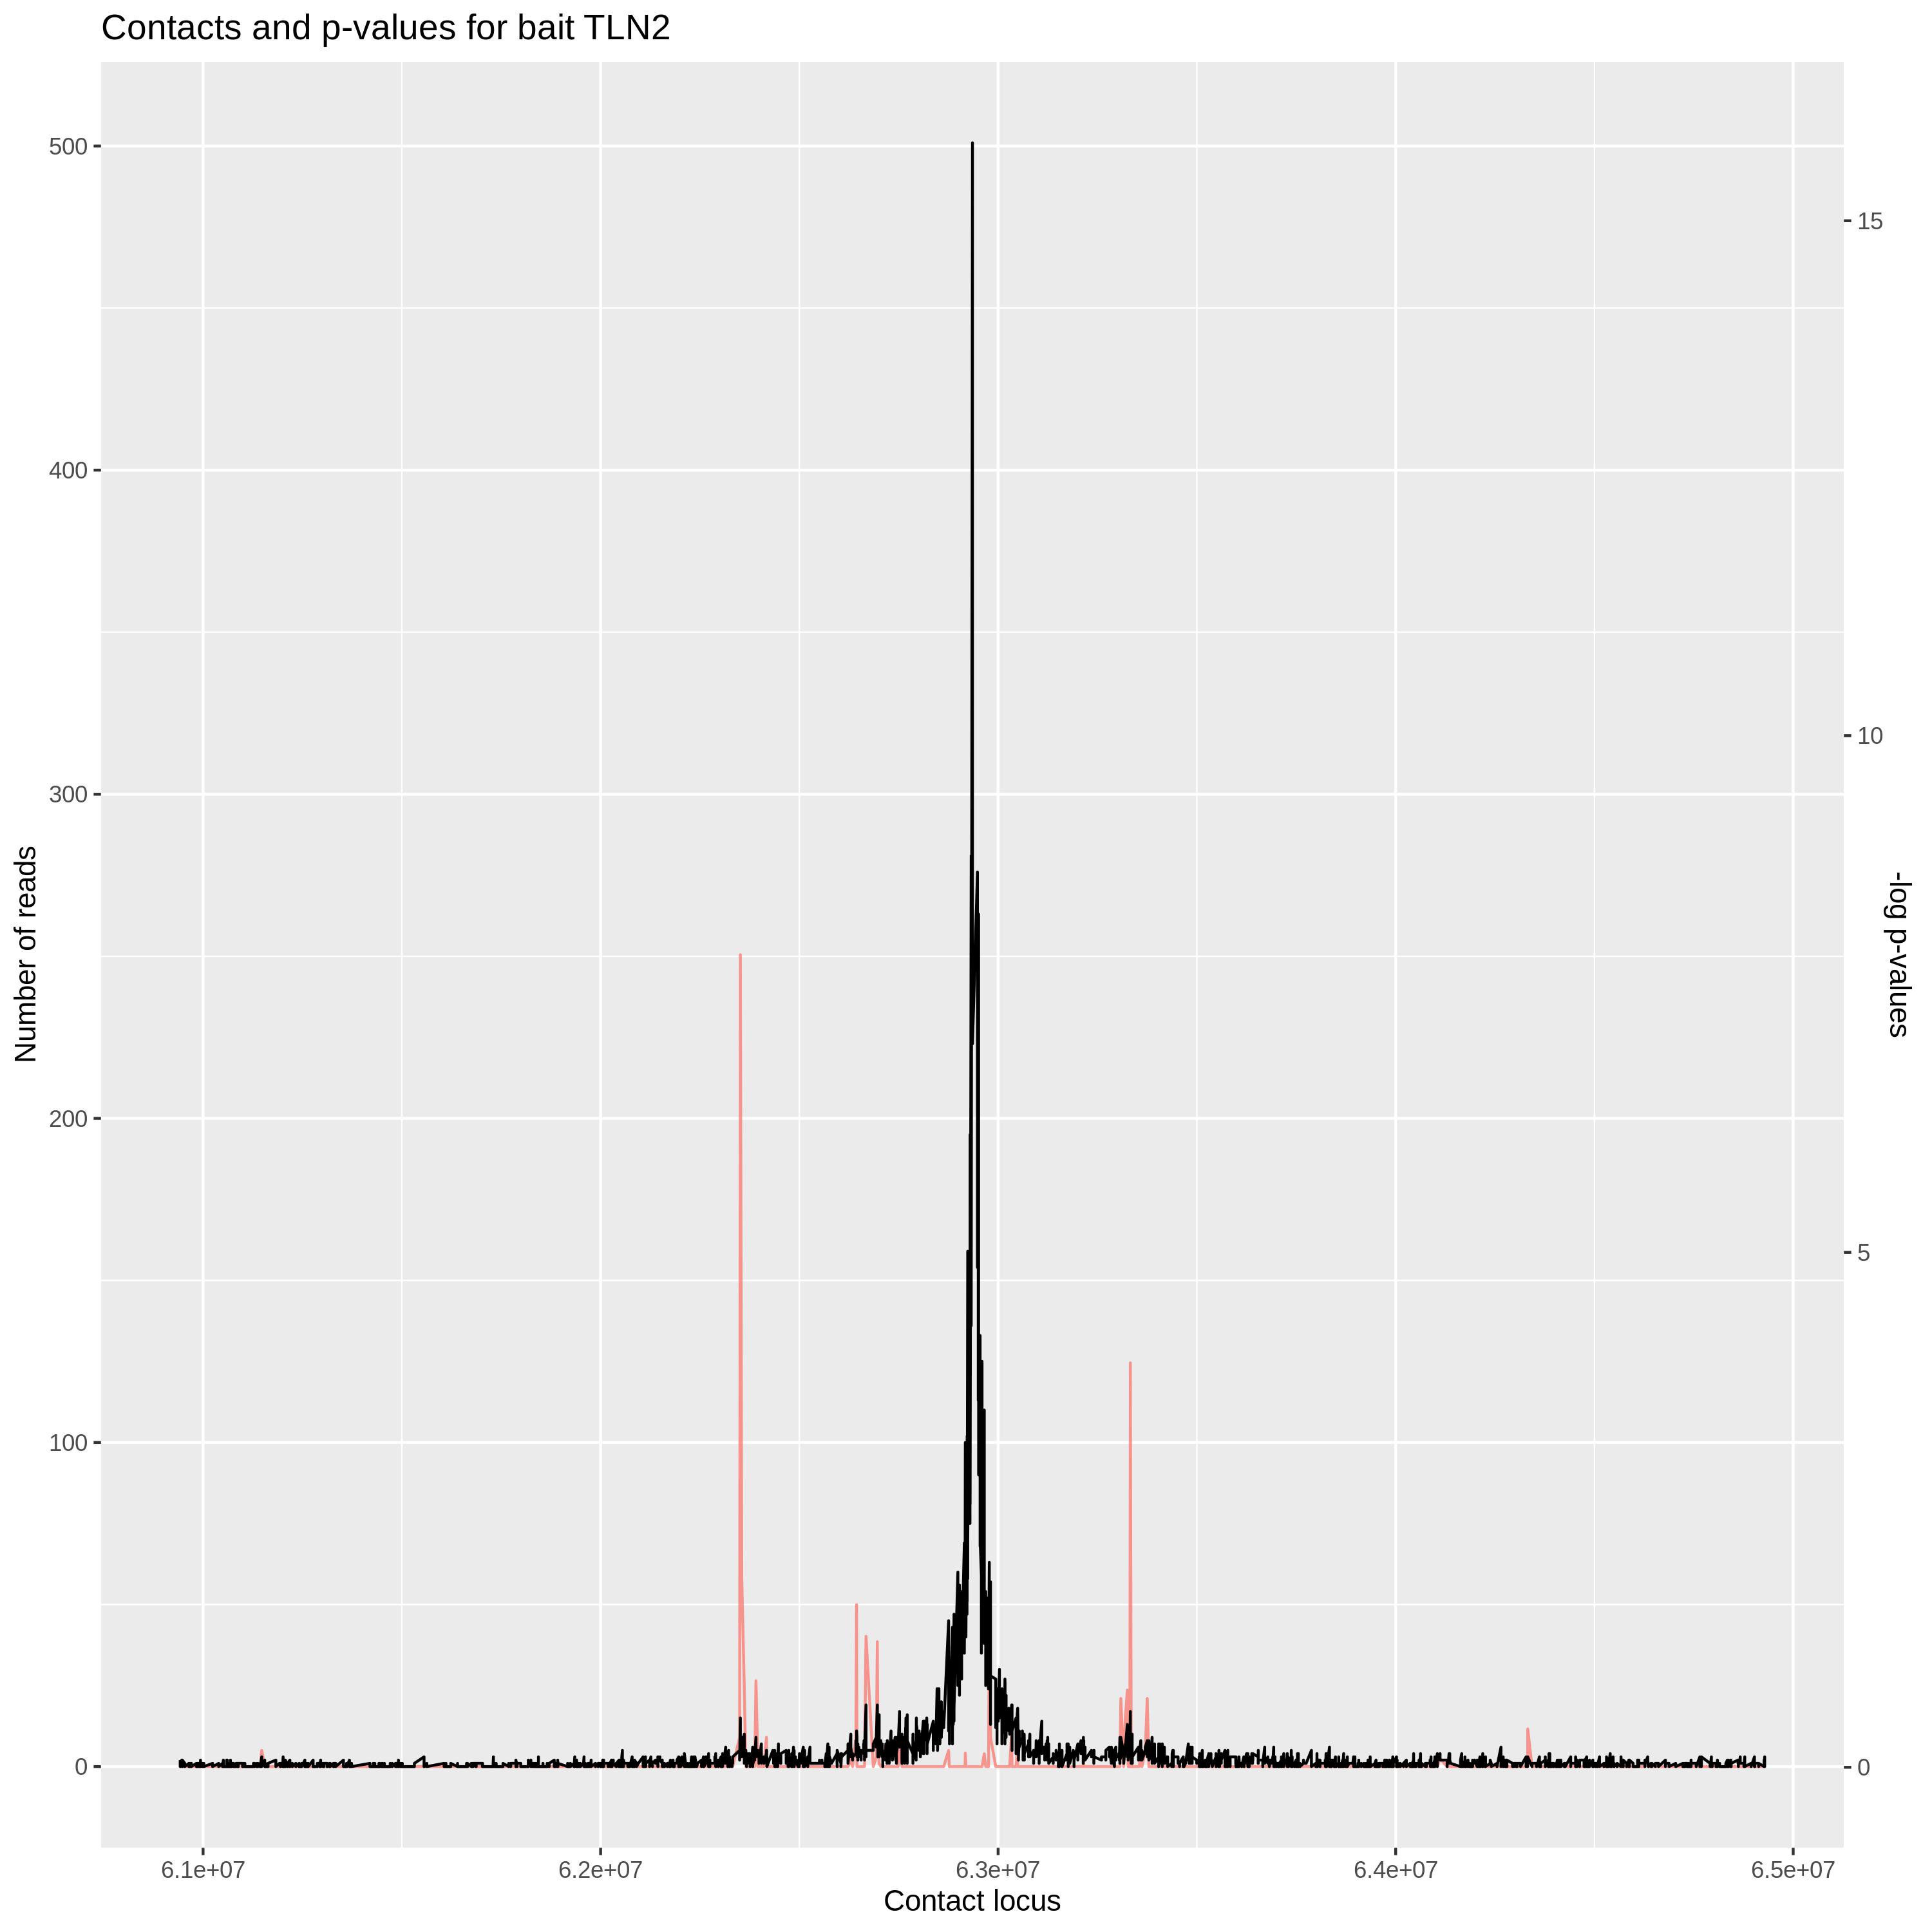 Contacts and p-values for bait TLN2
500
400
300
200
100
0
Number of reads
15
10
5
0
-log p-values
6.1e+07
6.2e+07
6.3e+07
6.4e+07
6.5e+07
Contact locus